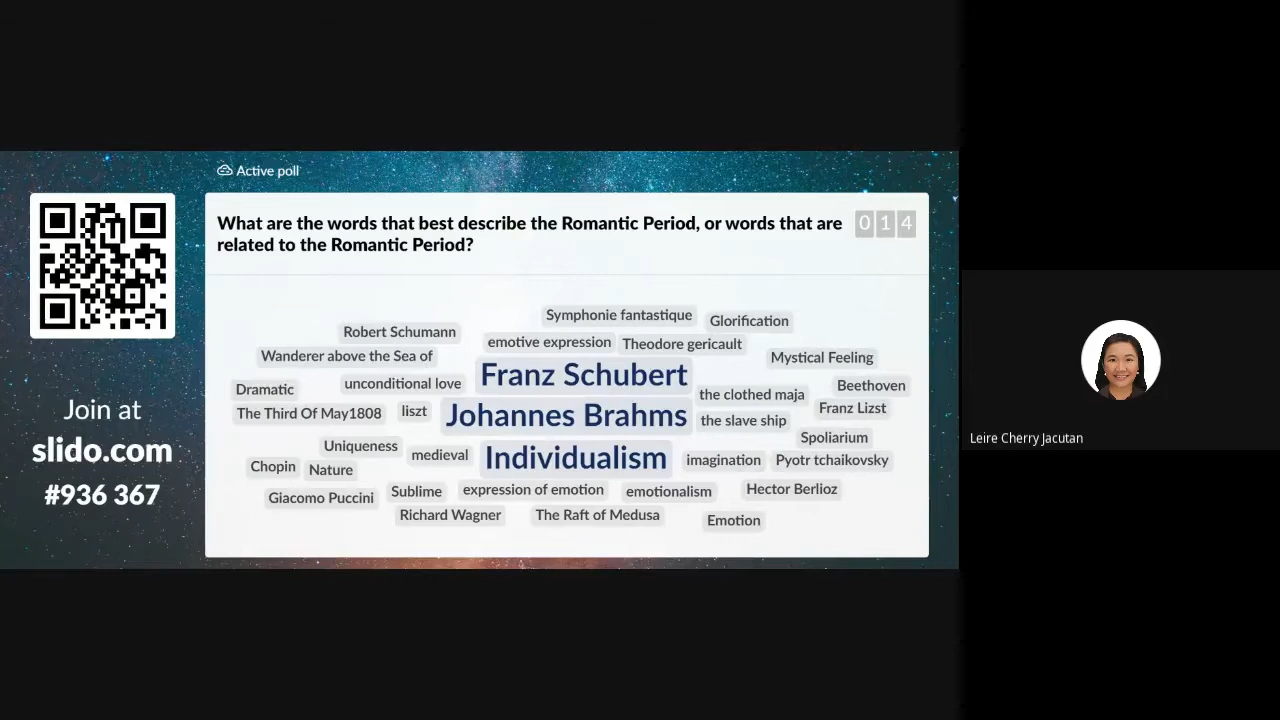 Active poll
What are the words that best describe the Romantic Period, or words that are
related to the Romantic Period?
014
Join at
slido.com
#936 367
Symphonie fantastique
Glorification
Robert Schumann
emotive expression
Theodore gericault
Wanderer above the Sea of
Mystical Feeling
Franz Schubert
Dramatic
unconditional love
the clothed maja
Beethoven
The Third Of May1808
liszt
Johannes Brahms
the slave ship
Franz Lizst
Uniqueness
medieval
Individualism
imagination
Spoliarium
Pyotr tchaikovsky
Chopin
Nature
Giacomo Puccini
Sublime
expression of emotion
emotionalism
Hector Berlioz
Richard Wagner
The Raft of Medusa
Emotion
Leire Cherry Jacutan